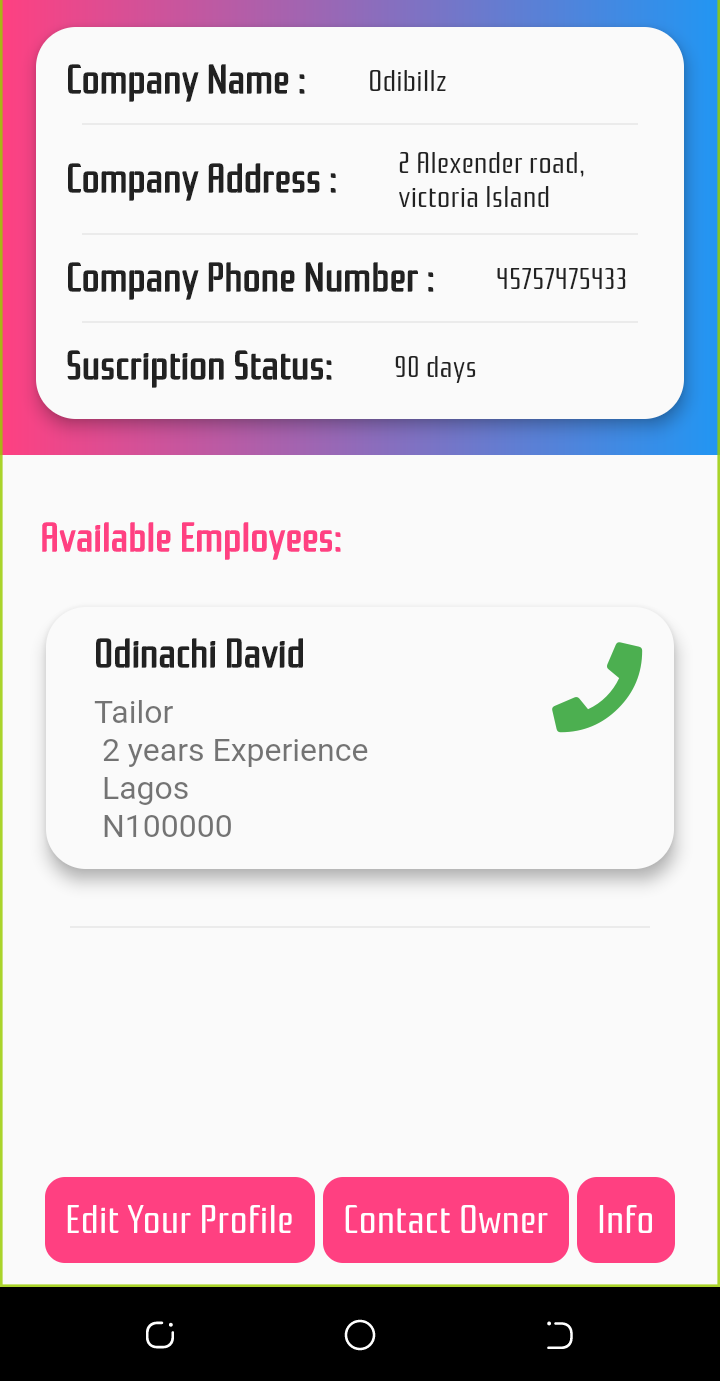 Company Name : Odibillz
Company Address : 2 Alexender road,
victoria Island
Company Phone Number : 45757475433
Suscription Status: 90 days
Available Employees:
Odinachi David
Tailor
2 years Experience
Lagos
N100000
Edit Your Profile Contact Owner Info